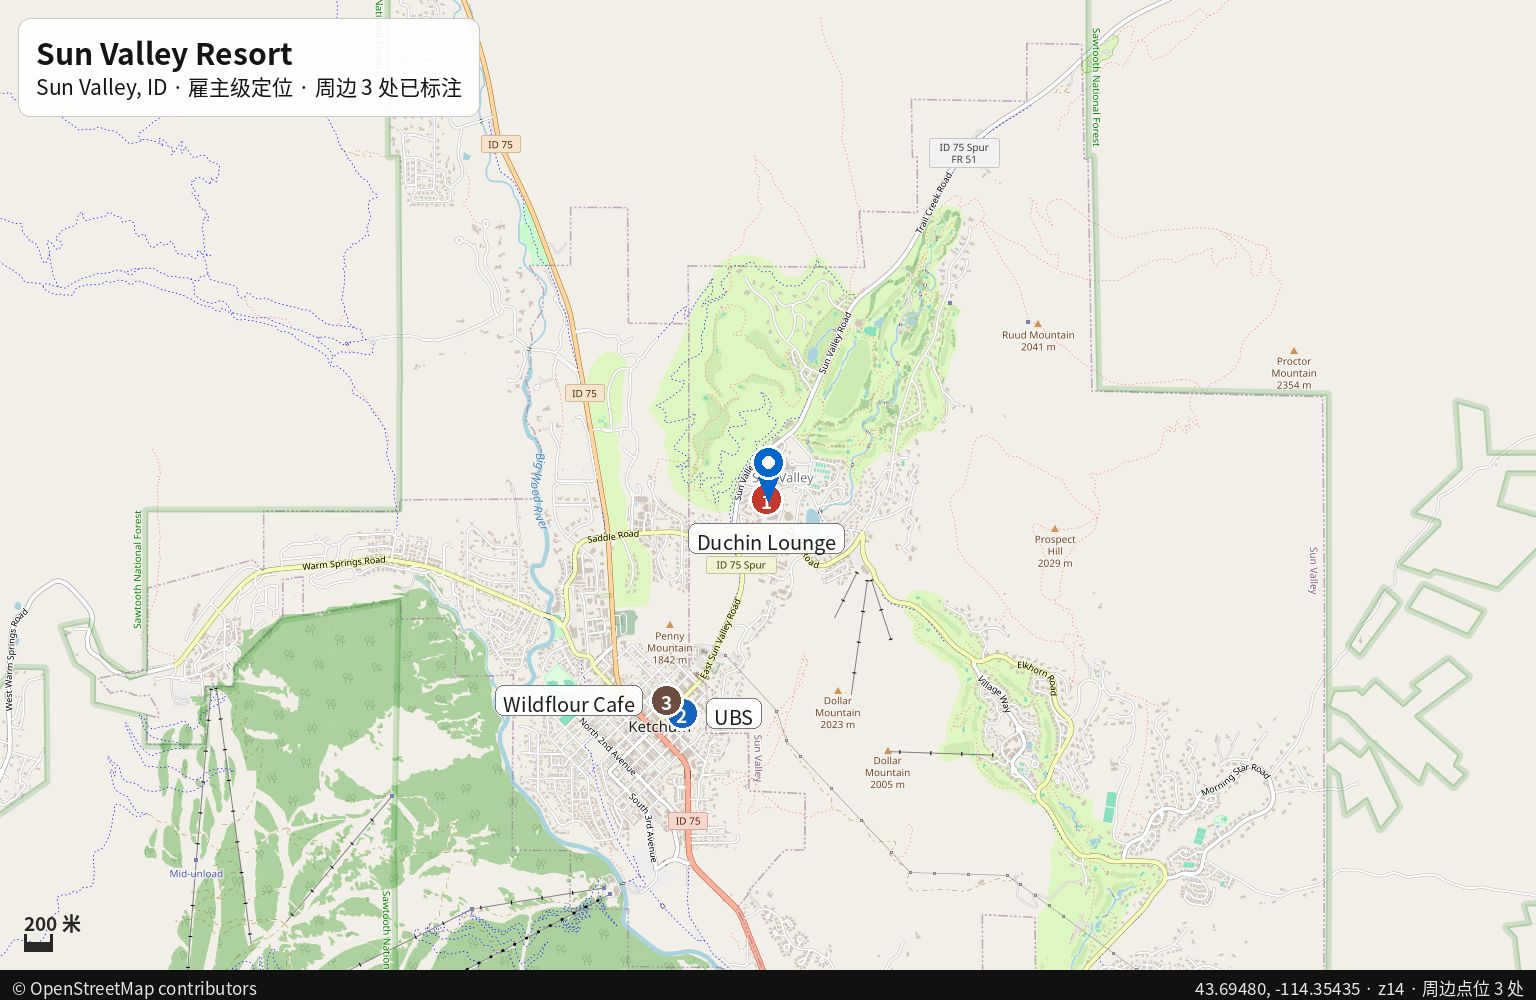 Sun Valley Resort
Sun Valley, ID · 雇主级定位 · 周边 3 处已标注
Sawtooth National Forest
ID 75
ID 75 Spur
FR 51
Trail Creek Road
Ruud Mountain
2041 m
Proctor
Mountain
2354 m
Sun Valley Road
ID 75
Big Wood River
1
Duchin Lounge
Saddle Road
ID 75 Spur
Warm Springs Road
Sawtooth National Forest
West Warm Springs Road
Prospect
Hill
2029 m
Sun Valley
Penny
Mountain
1842 m
East Sun Valley Road
Elkhorn Road
Village Way
Wildflour Cafe
3
2
UBS
North 2nd Avenue
Dollar
Mountain
2023 m
Sun Valley
Dollar
Mountain
2005 m
Morning Star Road
South 3rd Avenue
ID 75
Mid-unload
200 米
© OpenStreetMap contributors
43.69480, -114.35435 · z14 · 周边点位 3 处